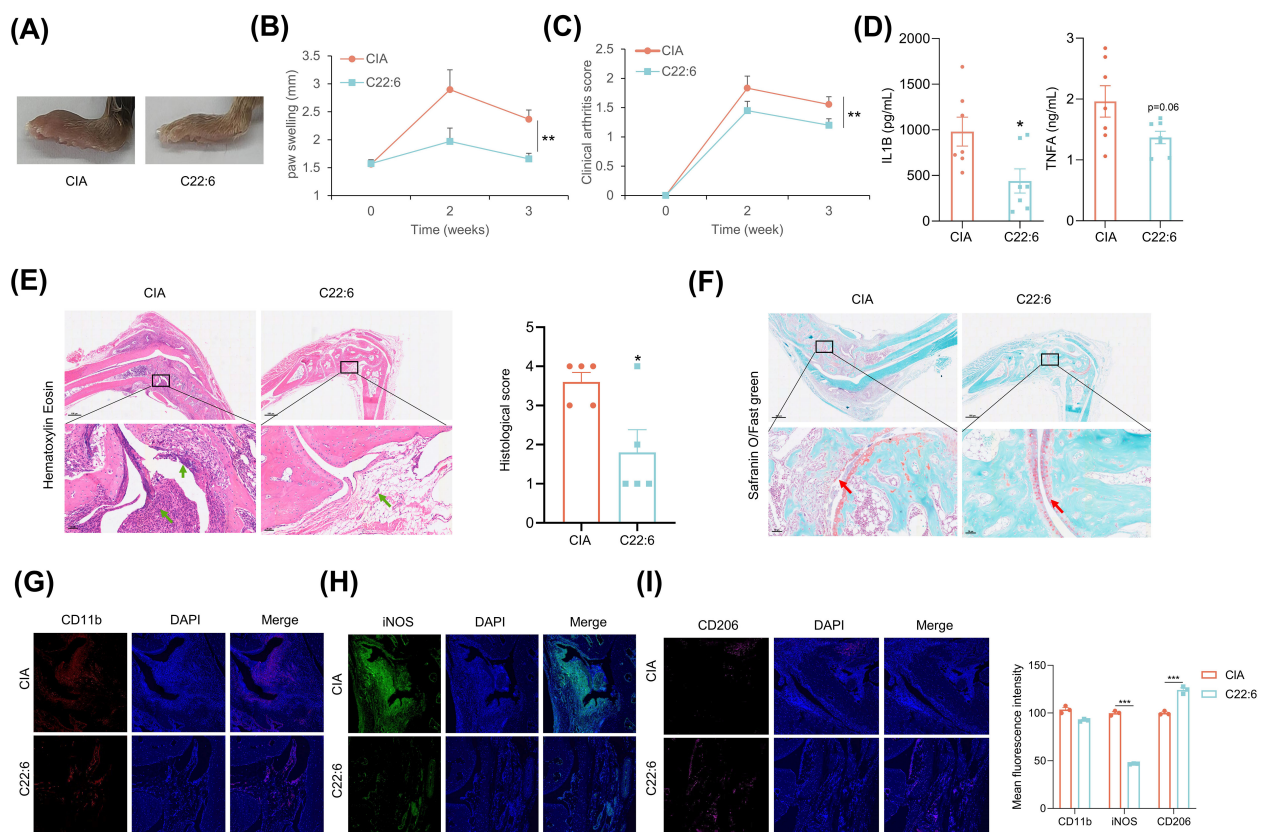 (A)
CIA
C22:6
(B)
CIA
C22:6
paw swelling (mm)
3.5
3
2.5
2
1.5
1
0
2
3
Time (weeks)
**
(C)
CIA
C22:6
Clinical arthritis score
2.5
2
1.5
1
0.5
0
0
2
3
Time (week)
**
(D)
IL1B (pg/mL)
2000
1500
1000
500
0
*
CIA
C22:6
TNFA (ng/mL)
3
2
1
0
p=0.06
CIA
C22:6
(E)
CIA
C22:6
Hematoxylin Eosin
Histological score
5
4
3
2
1
0
*
CIA
C22:6
(F)
CIA
C22:6
Safranin O/Fast green
(G)
CD11b
DAPI
Merge
CIA
C22:6
(H)
iNOS
DAPI
Merge
CIA
C22:6
(I)
CD206
DAPI
Merge
CIA
C22:6
Mean fluorescence intensity
150
100
50
0
***
***
CD11b
iNOS
CD206
CIA
C22:6